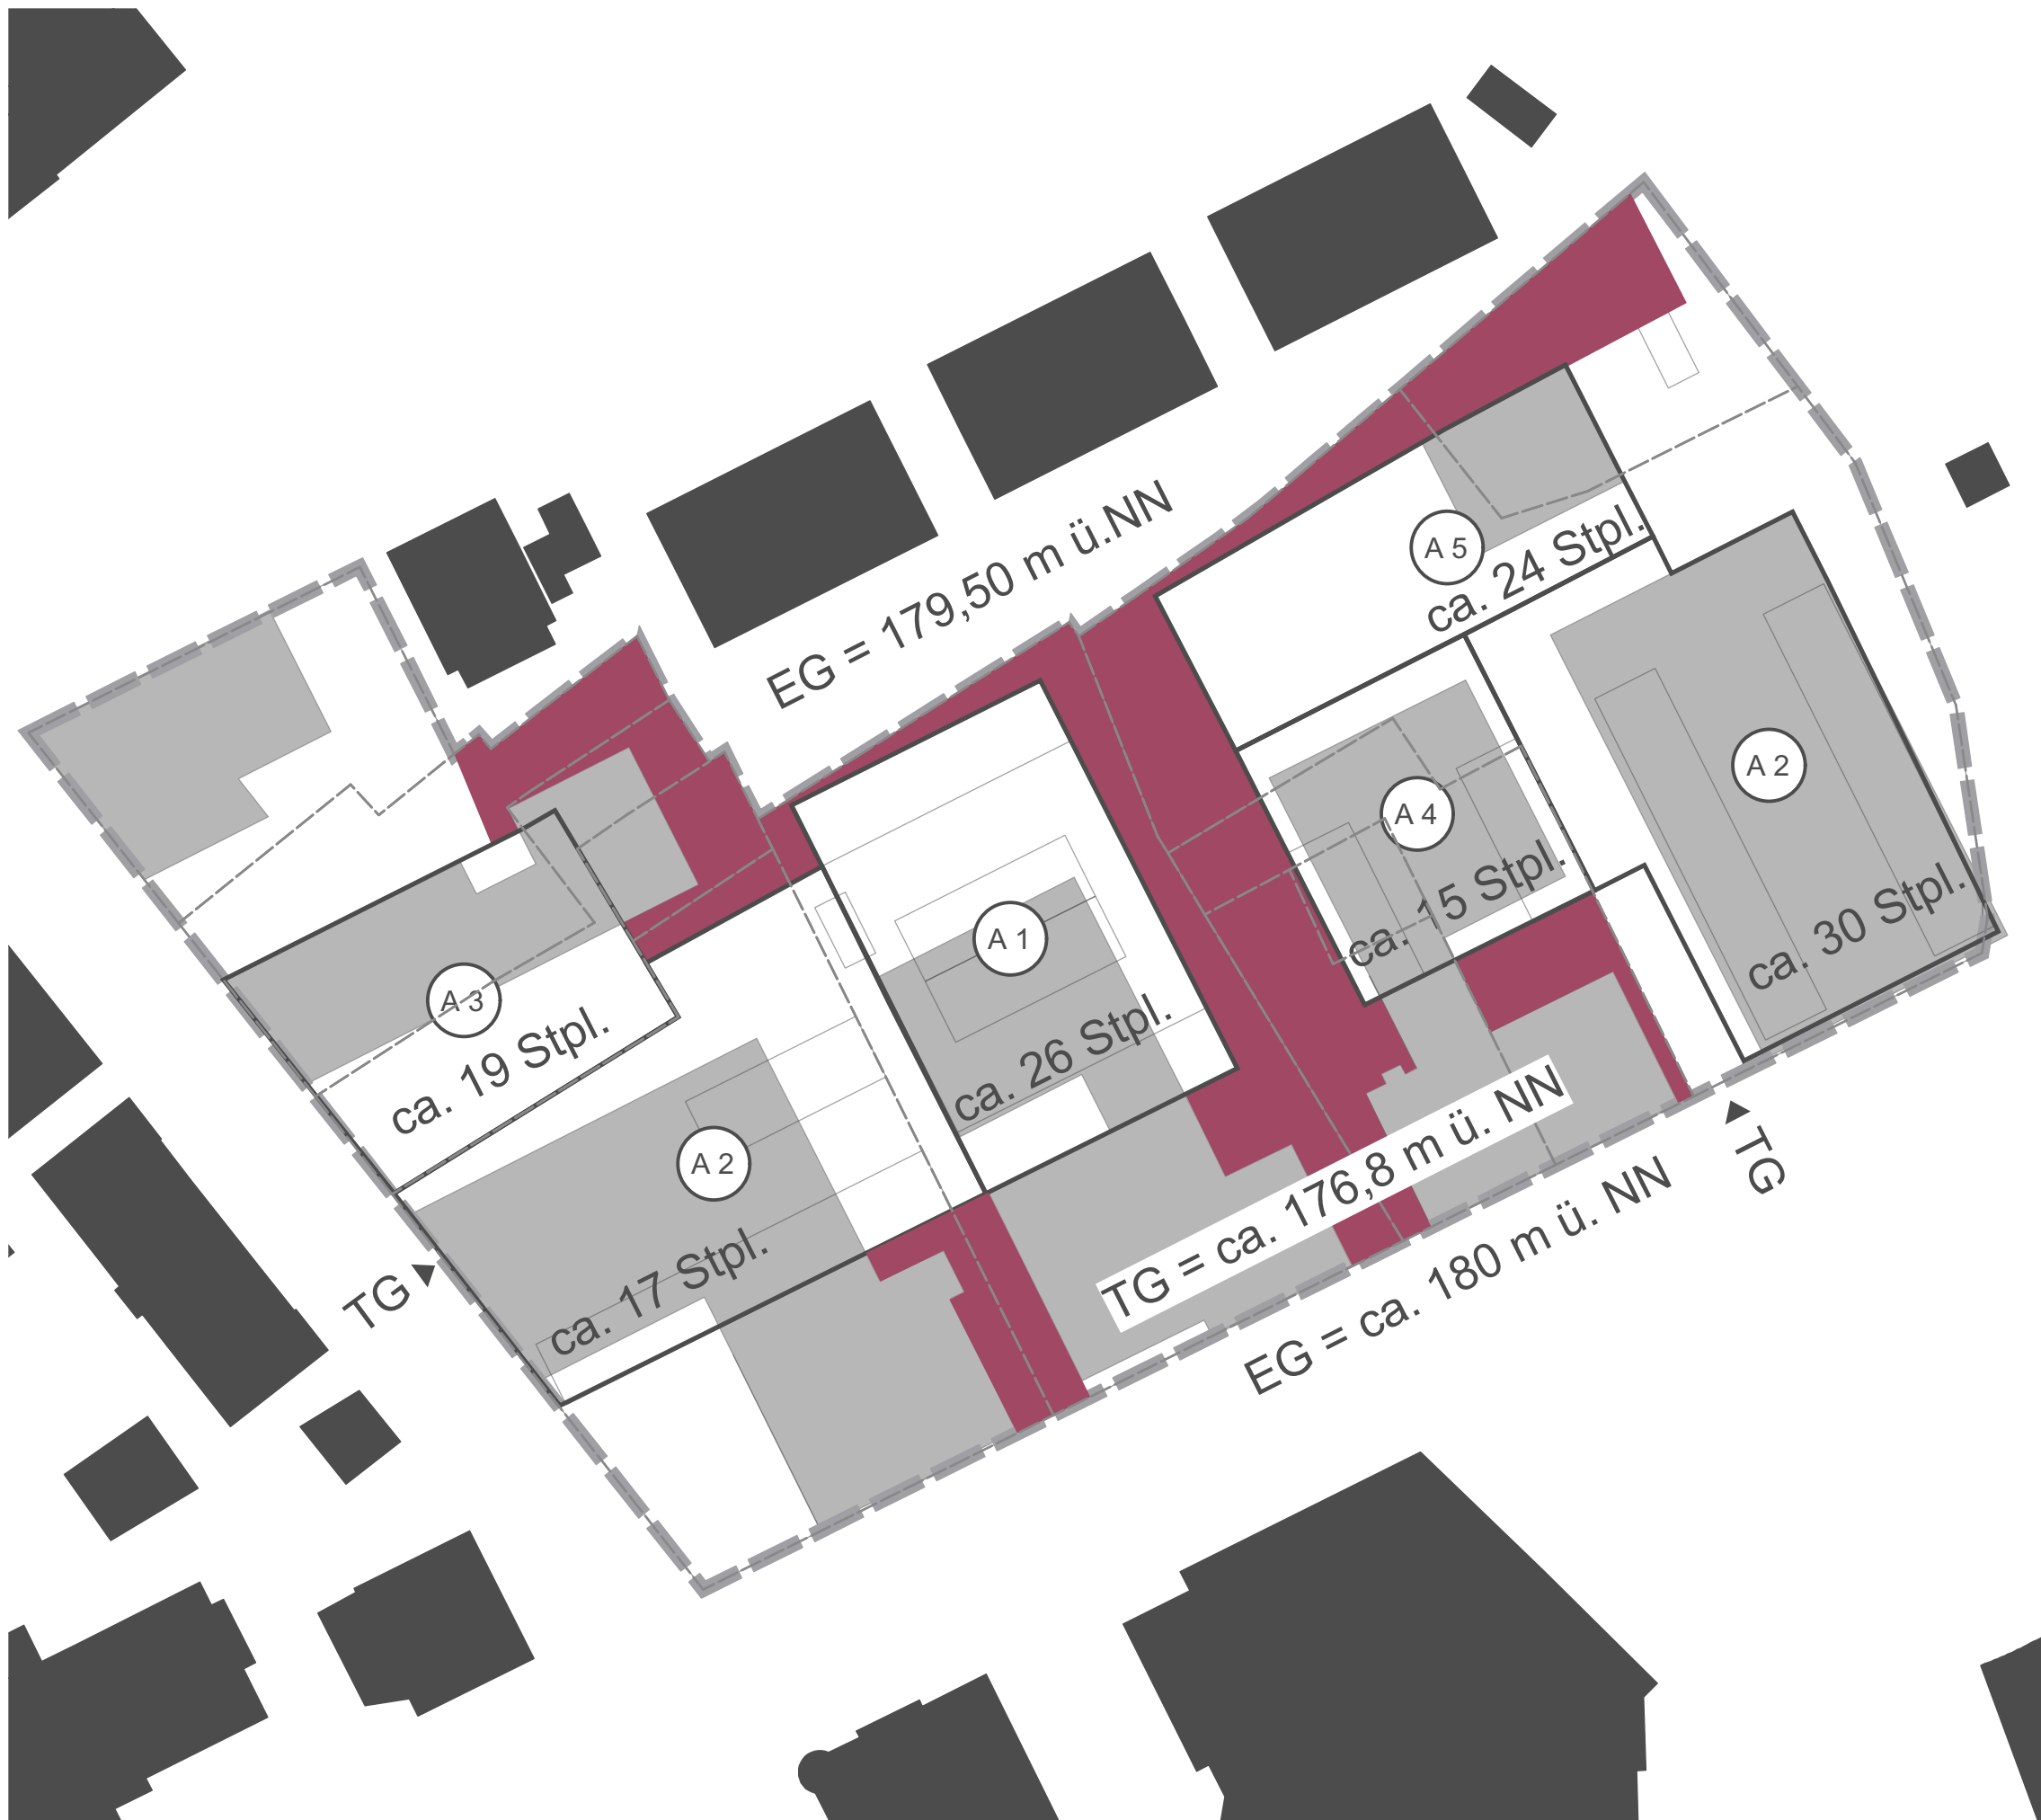 EG = 179,50 m ü.NN
A 5
ca. 24 Stpl.
A 2
ca. 30 Stpl.
A 4
ca. 15 Stpl.
A 1
ca. 26 Stpl.
A 3
ca. 19 Stpl.
A 2
ca. 17 Stpl.
TG
TG = ca. 176,8 m ü. NN
EG = ca. 180 m ü. NN
TG